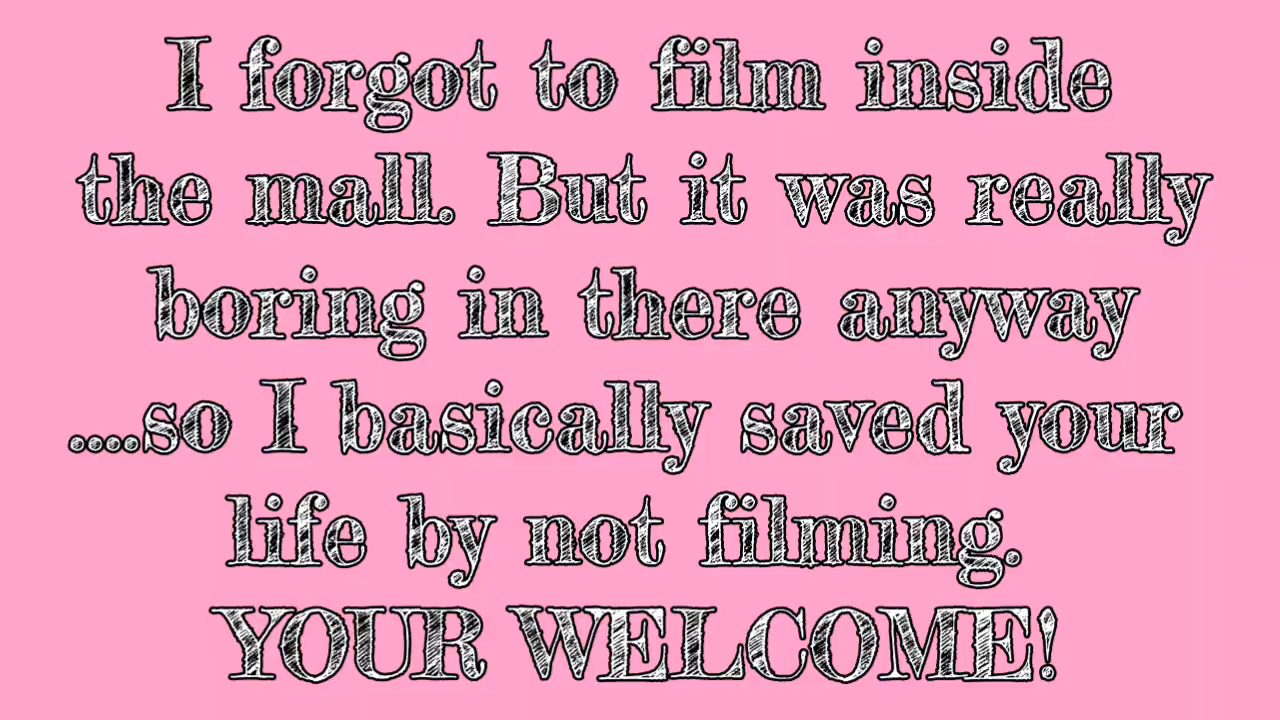 I forgot to film inside
the mall. But it was really
boring in there anyway
....so I basically saved your
life by not filming.
YOUR WELCOME!